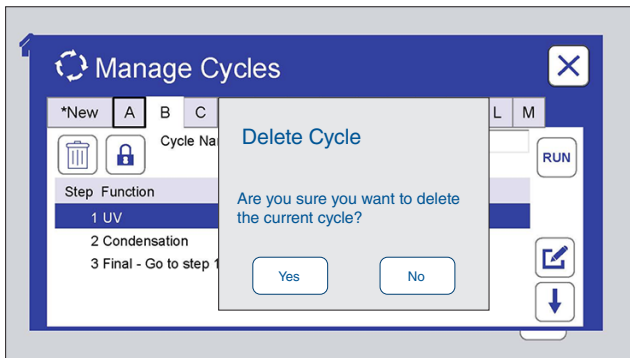 Manage Cycles
*New A B C L M
Delete Cycle
Cycle Na
RUN
Step Function
Are you sure you want to delete
the current cycle?
1 UV
2 Condensation
3 Final - Go to step 1
Yes No